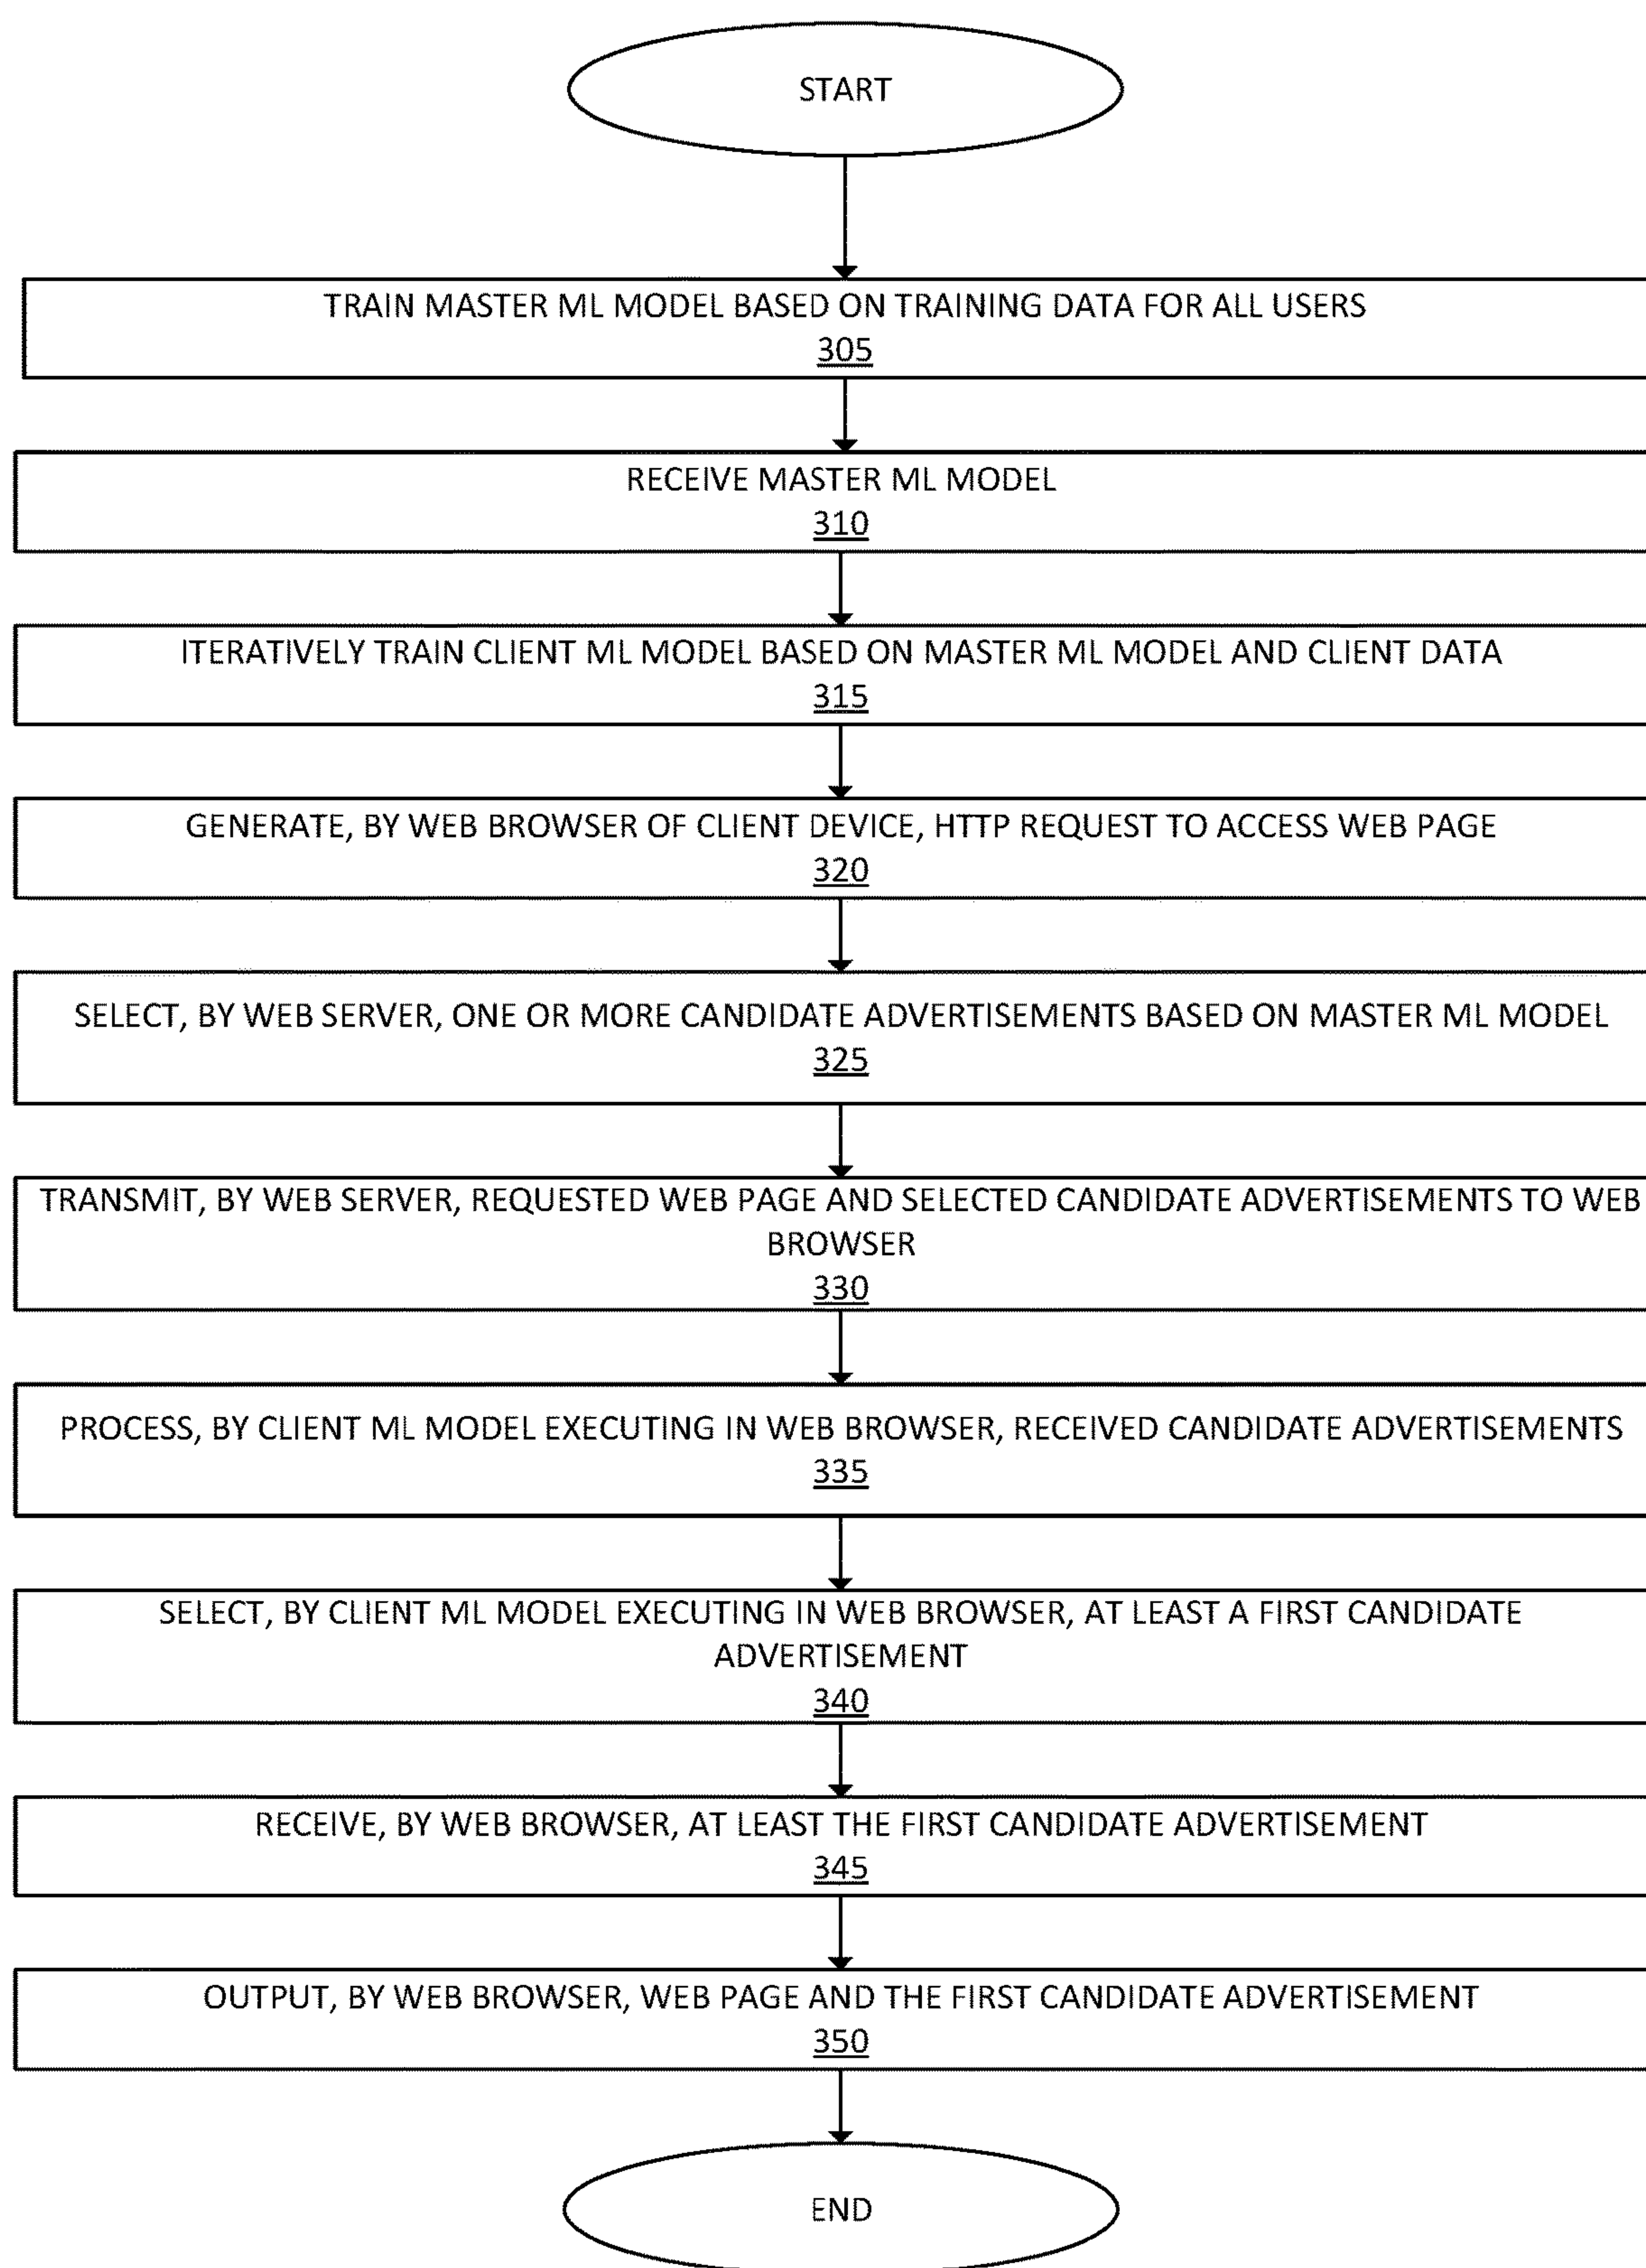 START
TRAIN MASTER ML MODEL BASED ON TRAINING DATA FOR ALL USERS
305
RECEIVE MASTER ML MODEL
310
ITERATIVELY TRAIN CLIENT ML MODEL BASED ON MASTER ML MODEL AND CLIENT DATA
315
GENERATE, BY WEB BROWSER OF CLIENT DEVICE, HTTP REQUEST TO ACCESS WEB PAGE
320
SELECT, BY WEB SERVER, ONE OR MORE CANDIDATE ADVERTISEMENTS BASED ON MASTER ML MODEL
325
TRANSMIT, BY WEB SERVER, REQUESTED WEB PAGE AND SELECTED CANDIDATE ADVERTISEMENTS TO WEB
BROWSER
330
PROCESS, BY CLIENT ML MODEL EXECUTING IN WEB BROWSER, RECEIVED CANDIDATE ADVERTISEMENTS
335
SELECT, BY CLIENT ML MODEL EXECUTING IN WEB BROWSER, AT LEAST A FIRST CANDIDATE
ADVERTISEMENT
340
RECEIVE, BY WEB BROWSER, AT LEAST THE FIRST CANDIDATE ADVERTISEMENT
345
OUTPUT, BY WEB BROWSER, WEB PAGE AND THE FIRST CANDIDATE ADVERTISEMENT
350
END